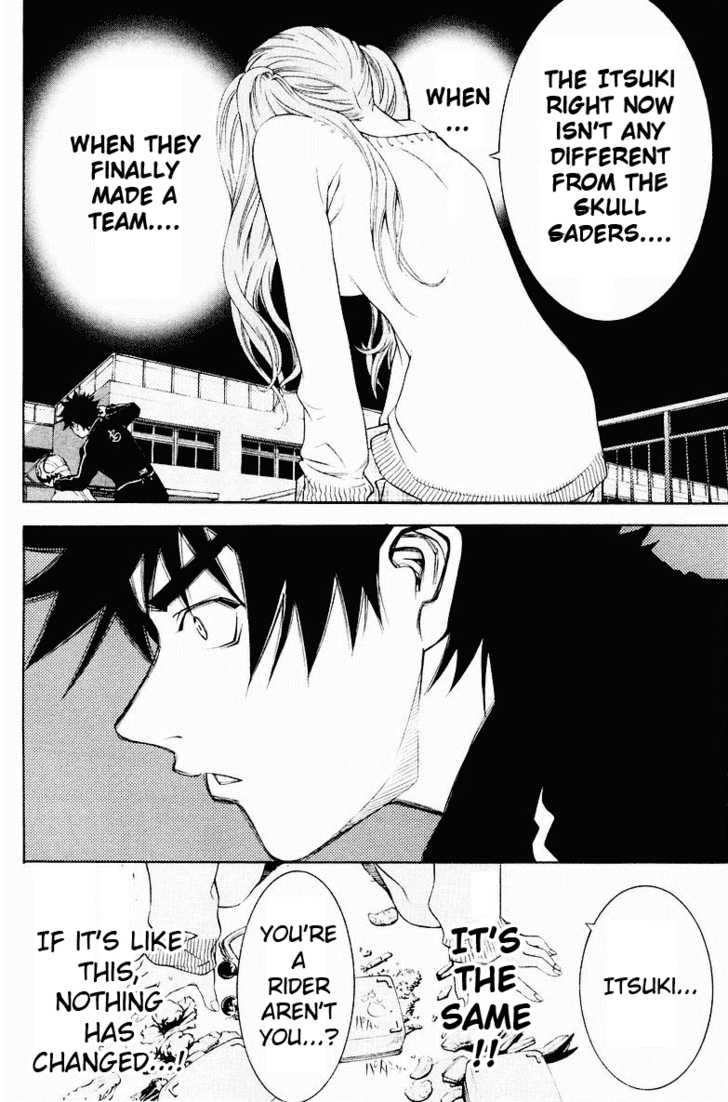 THE ITSUKI
RIGHT NOW
ISN'T ANY
DIFFERENT
FROM THE
SKULL
SADERS....
WHEN
...
WHEN THEY
FINALLY
MADE A
TEAM....
ITSUKI...
IT'S
THE
SAME
!!
YOU'RE
A
RIDER
AREN'T
YOU...?
IF IT'S LIKE
THIS,
NOTHING
HAS
CHANGED...!